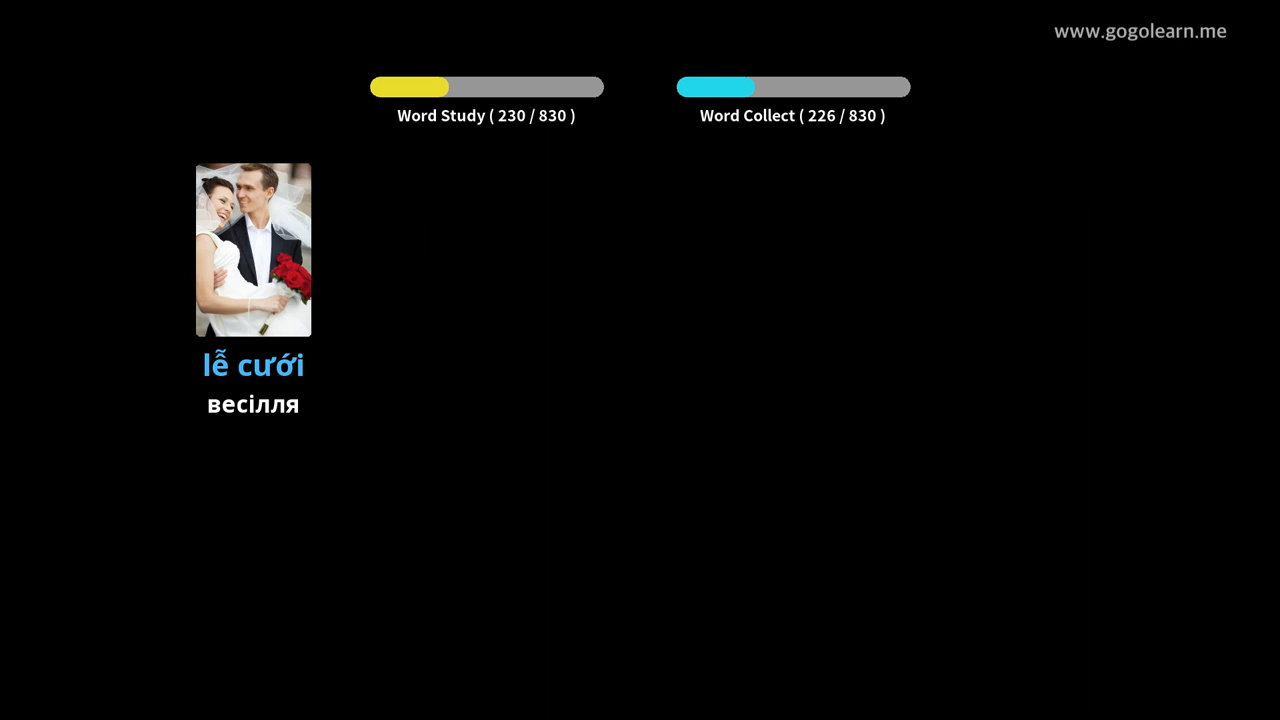 www.gogolearn.me
Word Study ( 230 / 830 )
Word Collect ( 226 / 830 )
lễ cưới
весілля